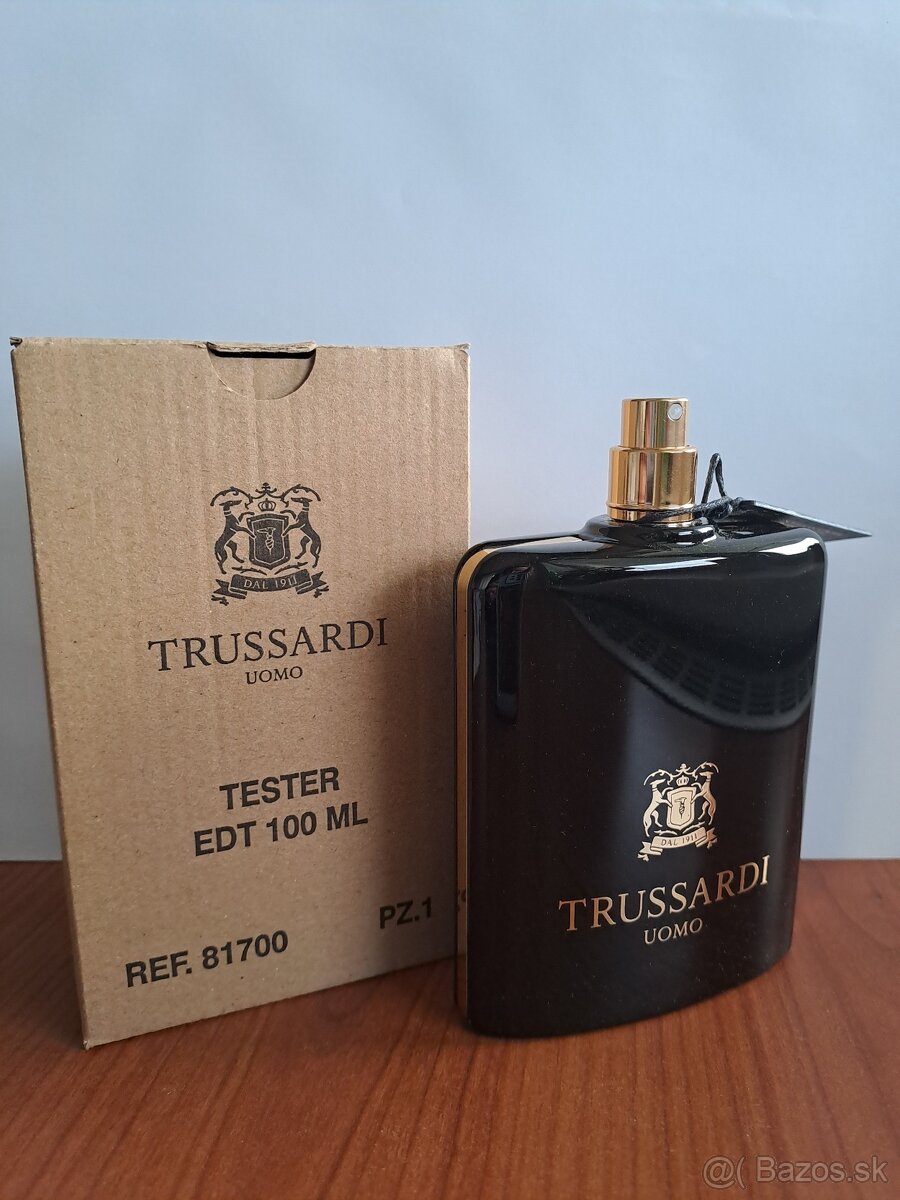 DAL 1911
TRUSSARDI
UOMO
TESTER
EDT 100 ML
PZ.1
REF. 81700
DAL 1911
TRUSSARDI
UOMO
@( Bazos.sk